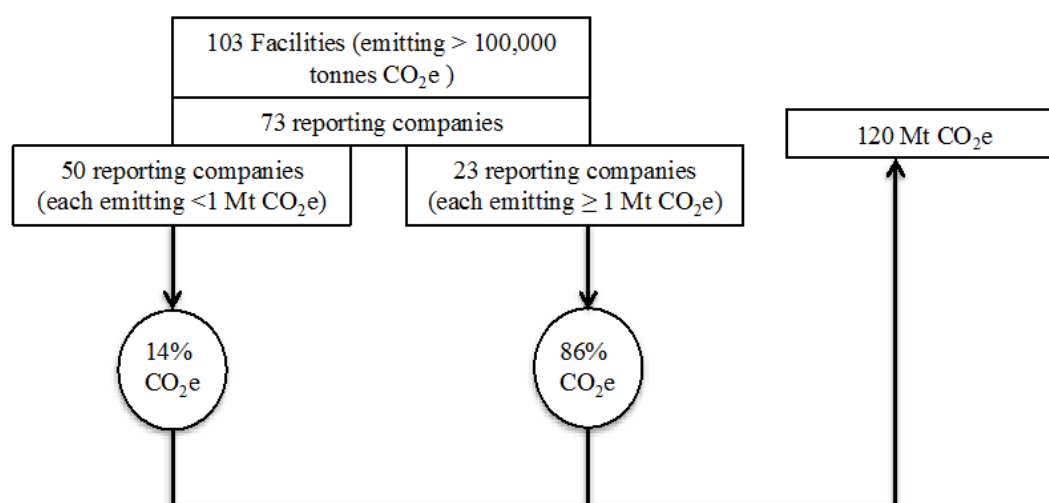 103 Facilities (emitting > 100,000
tonnes CO₂e )
73 reporting companies
120 Mt CO₂e
50 reporting companies
(each emitting <1 Mt CO₂e)
23 reporting companies
(each emitting ≥ 1 Mt CO₂e)
14%
CO₂e
86%
CO₂e